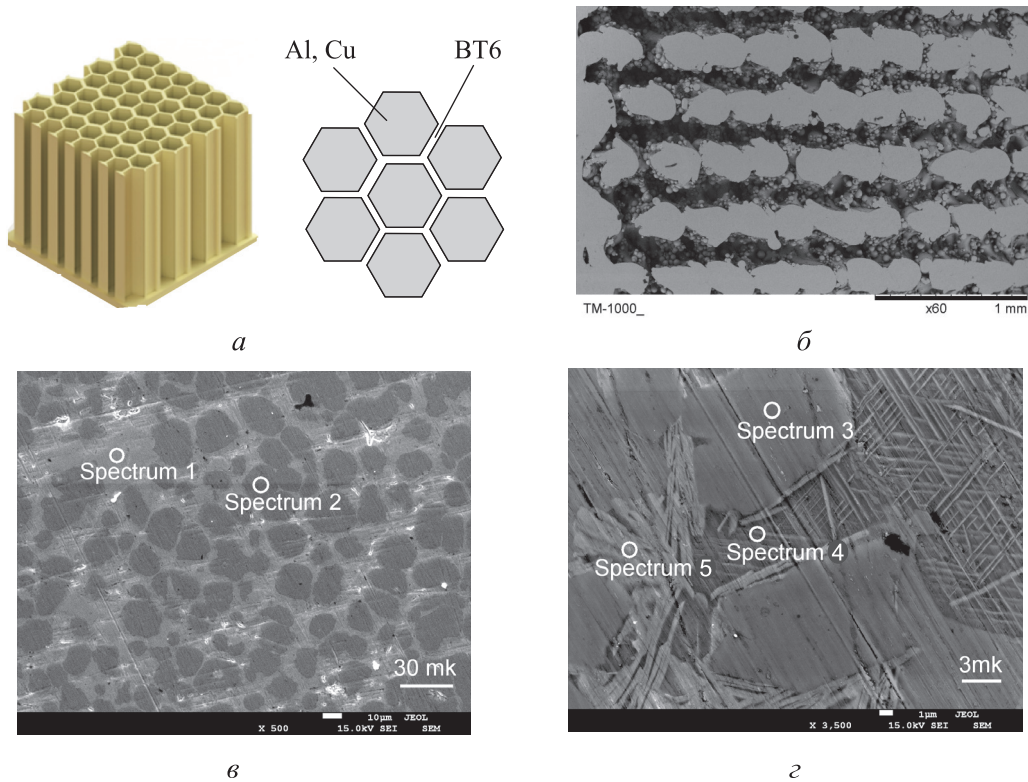 Al, Cu
ВТ6
а
TM-1000_
x60
1 mm
б
Spectrum 1
Spectrum 2
30 mk
10µm JEOL
X 500
15.0kV SEI
SEM
в
Spectrum 3
Spectrum 4
Spectrum 5
3mk
1µm JEOL
X 3,500
15.0kV SEI
SEM
г